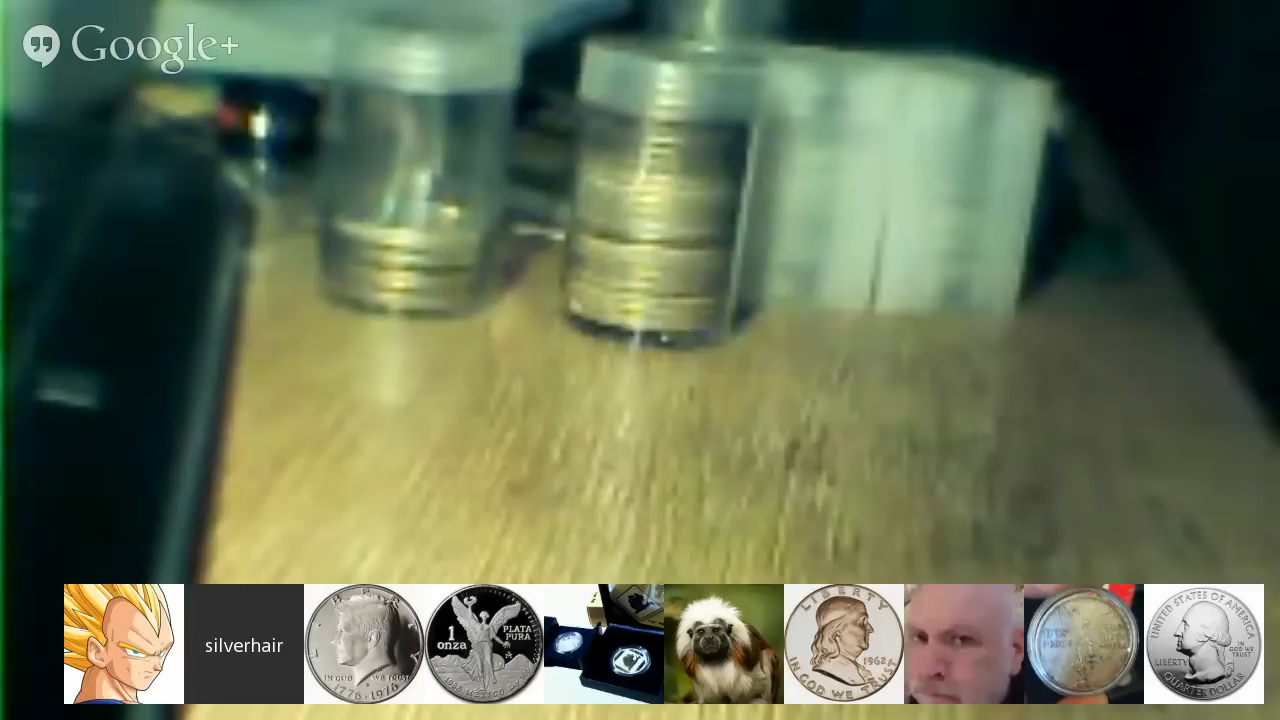 Google+
silverhair
IN GOD WE TRUST
1776·1976
1
onza
PLATA
PURA
LIBERTY
1962
IN GOD WE TRUST
UNITED STATES OF AMERICA
LIBERTY
IN GOD WE TRUST
QUARTER DOLLAR